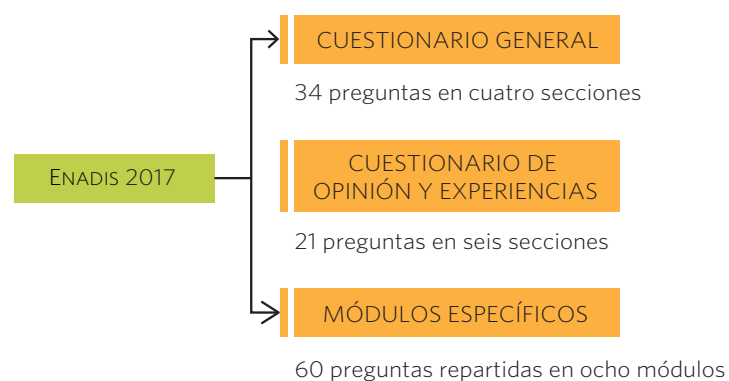 CUESTIONARIO GENERAL
34 preguntas en cuatro secciones
ENADIS 2017
CUESTIONARIO DE
OPINIÓN Y EXPERIENCIAS
21 preguntas en seis secciones
MÓDULOS ESPECÍFICOS
60 preguntas repartidas en ocho módulos